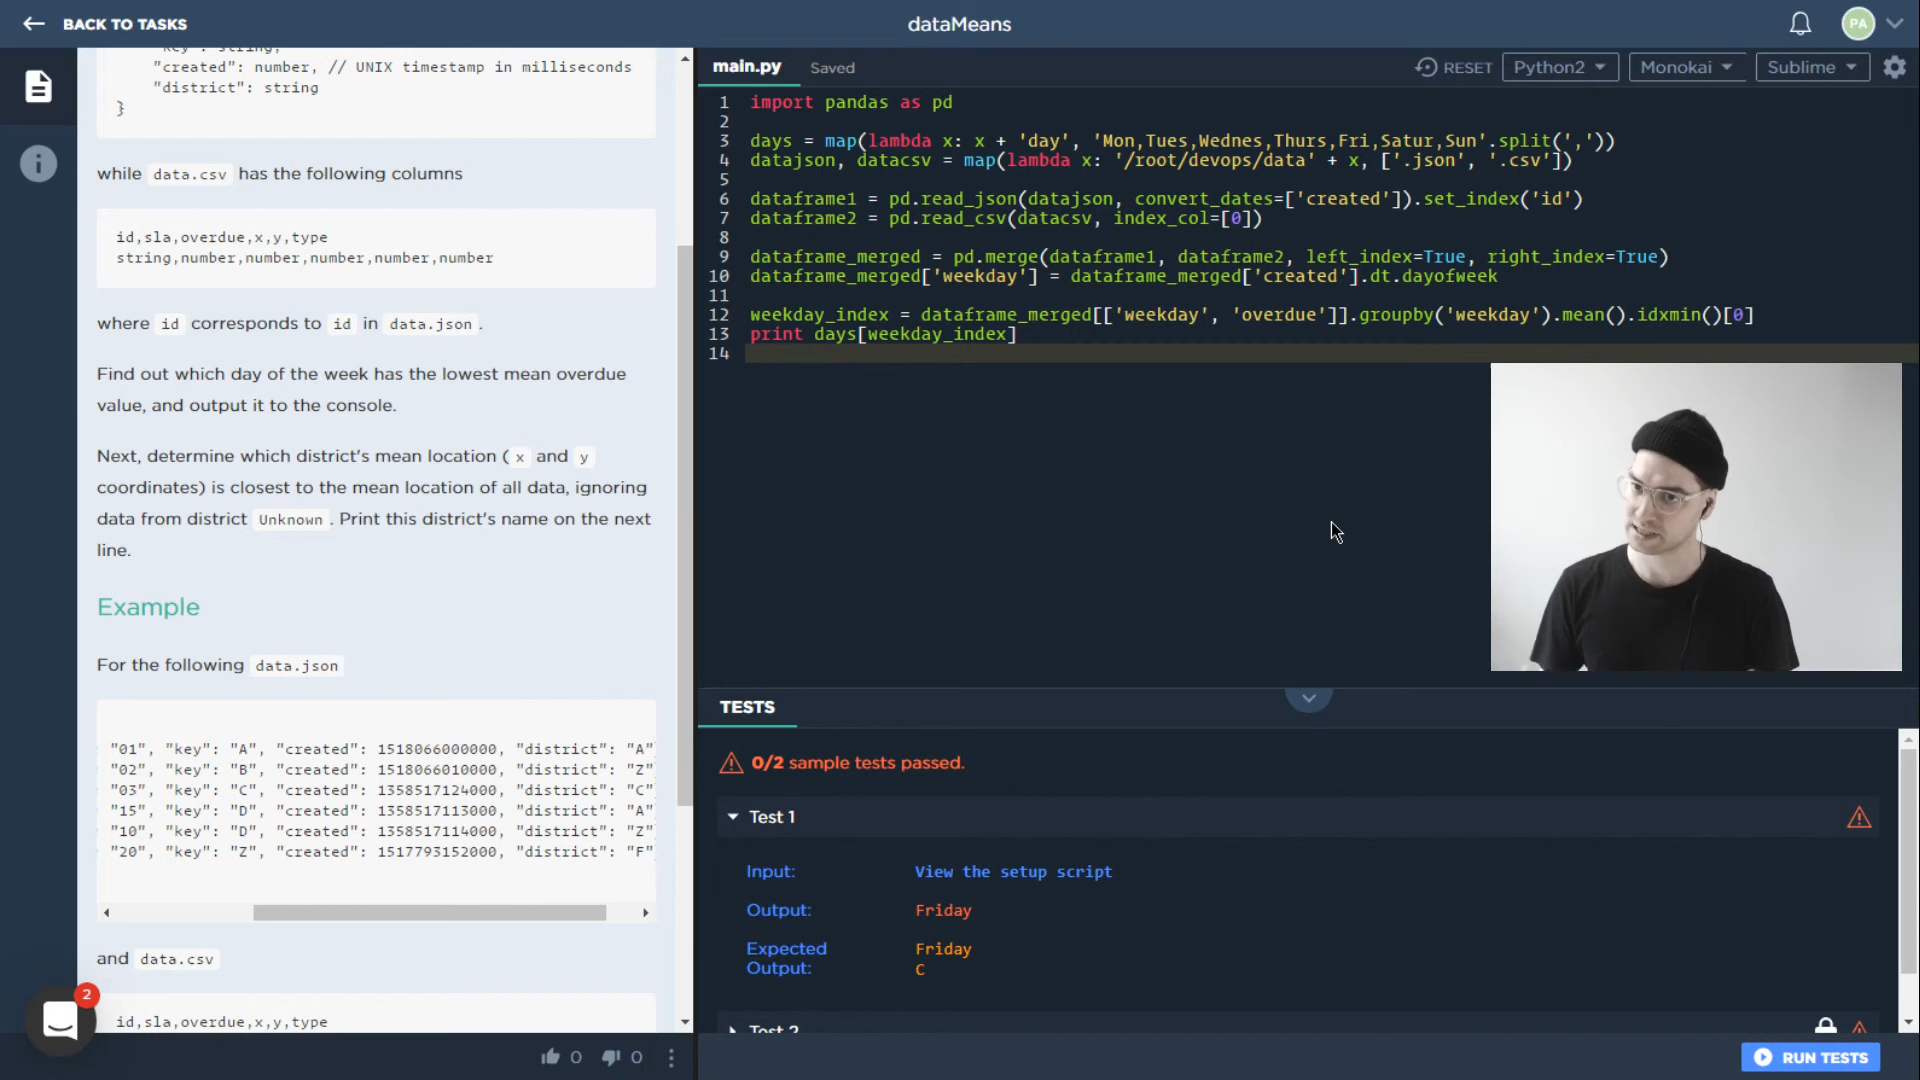 BACK TO TASKS
dataMeans
PA
"key": string,
"created": number, // UNIX timestamp in milliseconds
"district": string
}
while data.csv has the following columns
id,sla,overdue,x,y,type
string,number,number,number,number,number
where id corresponds to id in data.json.
Find out which day of the week has the lowest mean overdue
value, and output it to the console.
Next, determine which district's mean location (x and y
coordinates) is closest to the mean location of all data, ignoring
data from district Unknown. Print this district's name on the next
line.
Example
For the following data.json
"01", "key": "A", "created": 1518066000000, "district": "A"
"02", "key": "B", "created": 1518066010000, "district": "Z"
"03", "key": "C", "created": 1358517124000, "district": "C"
"15", "key": "D", "created": 1358517113000, "district": "A"
"10", "key": "D", "created": 1358517114000, "district": "Z"
"20", "key": "Z", "created": 1517793152000, "district": "F"
and data.csv
id,sla,overdue,x,y,type
2
0 0
main.py Saved
RESET Python2 Monokai Sublime
1 import pandas as pd
2
3 days = map(lambda x: x + 'day', 'Mon,Tues,Wednes,Thurs,Fri,Satur,Sun'.split(','))
4 datajson, datacsv = map(lambda x: '/root/devops/data' + x, ['.json', '.csv'])
5
6 dataframe1 = pd.read_json(datajson, convert_dates=['created']).set_index('id')
7 dataframe2 = pd.read_csv(datacsv, index_col=[0])
8
9 dataframe_merged = pd.merge(dataframe1, dataframe2, left_index=True, right_index=True)
10 dataframe_merged['weekday'] = dataframe_merged['created'].dt.dayofweek
11
12 weekday_index = dataframe_merged[['weekday', 'overdue']].groupby('weekday').mean().idxmin()[0]
13 print days[weekday_index]
14
TESTS
0/2 sample tests passed.
Test 1
Input: View the setup script
Output: Friday
Expected Friday
Output: C
Test 2
RUN TESTS